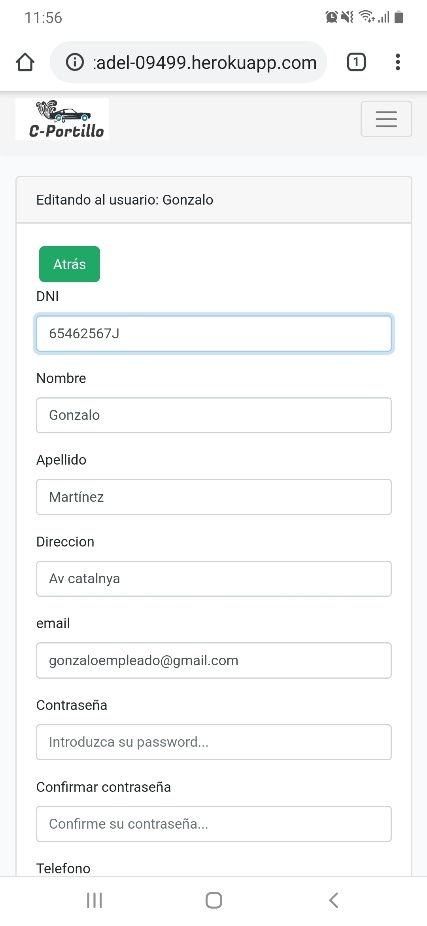 11:56
:adel-09499.herokuapp.com
1
C-Portillo
Editando al usuario: Gonzalo
Atrás
DNI
65462567J
Nombre
Gonzalo
Apellido
Martínez
Direccion
Av catalnya
email
gonzaloempleado@gmail.com
Contraseña
Introduzca su password...
Confirmar contraseña
Confirme su contraseña...
Telefono